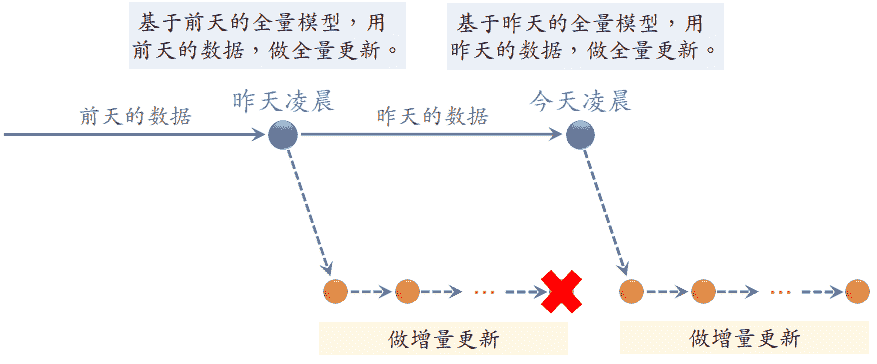 基于前天的全量模型，用
前天的数据，做全量更新。
基于昨天的全量模型，用
昨天的数据，做全量更新。
昨天凌晨
今天凌晨
前天的数据
昨天的数据
做增量更新
做增量更新